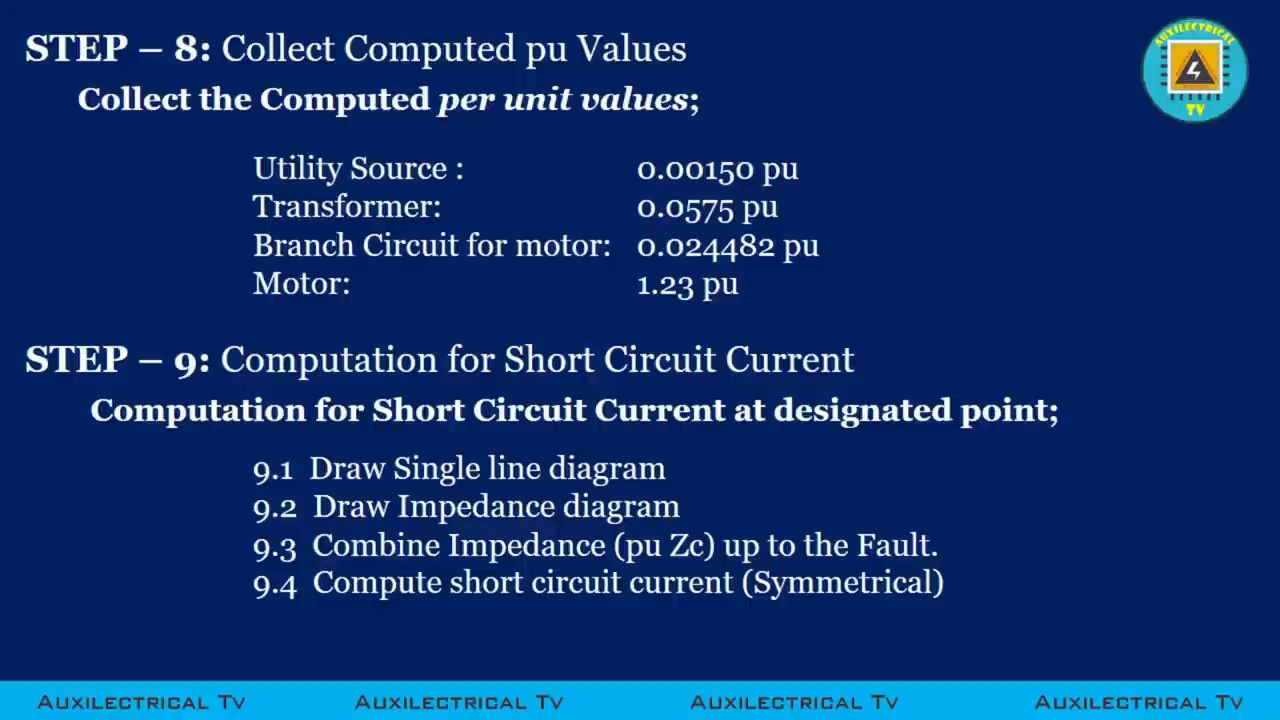 STEP – 8: Collect Computed pu Values
Collect the Computed per unit values;
Utility Source : 0.00150 pu
Transformer: 0.0575 pu
Branch Circuit for motor: 0.024482 pu
Motor: 1.23 pu
STEP – 9: Computation for Short Circuit Current
Computation for Short Circuit Current at designated point;
9.1 Draw Single line diagram
9.2 Draw Impedance diagram
9.3 Combine Impedance (pu Zc) up to the Fault.
9.4 Compute short circuit current (Symmetrical)
AUXILECTRICAL
TV
Auxilectrical Tv Auxilectrical Tv Auxilectrical Tv Auxilectrical Tv